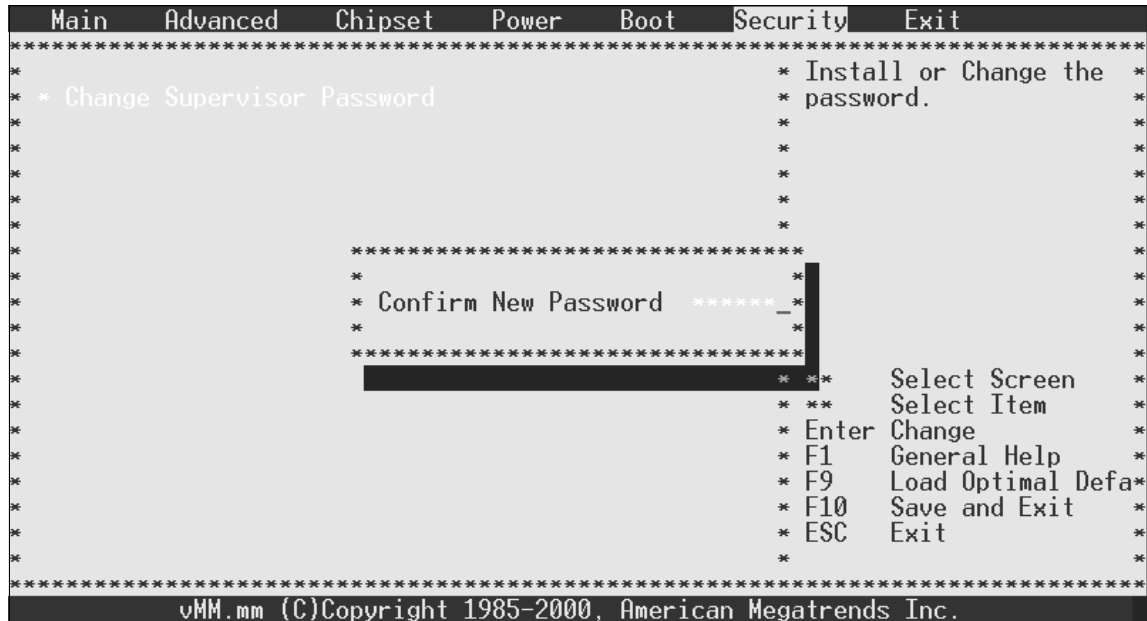 Main Advanced Chipset Power Boot Security Exit
* Change Supervisor Password
Install or Change the
password.
Confirm New Password ******_
** Select Screen
** Select Item
Enter Change
F1 General Help
F9 Load Optimal Defa
F10 Save and Exit
ESC Exit
vMM.mm (C)Copyright 1985-2000, American Megatrends Inc.